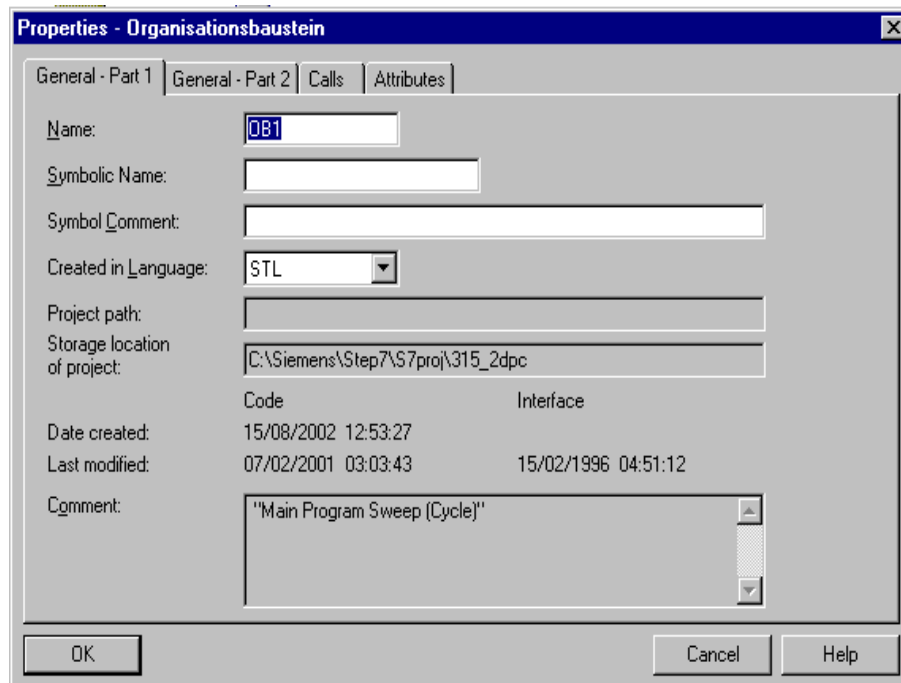 Properties - Organisationsbaustein
General - Part 1 General - Part 2 Calls Attributes
Name: OB1
Symbolic Name:
Symbol Comment:
Created in Language: STL
Project path:
Storage location
of project: C:\Siemens\Step7\S7proj\315_2dpc
Code Interface
Date created: 15/08/2002 12:53:27
Last modified: 07/02/2001 03:03:43 15/02/1996 04:51:12
Comment: "Main Program Sweep (Cycle)"
OK Cancel Help